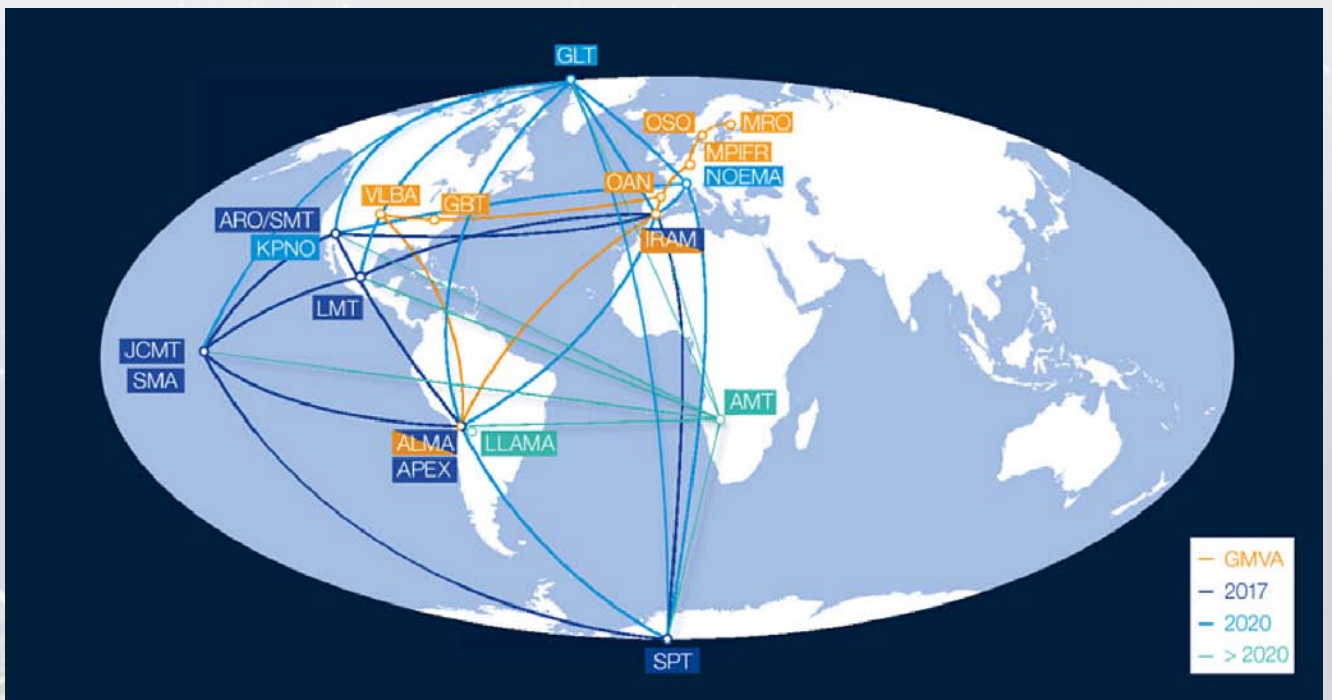 GLT
OSO
MRO
MPIFR
OAN
NOEMA
VLBA
GBT
ARO/SMT
KPNO
IRAM
LMT
JCMT
SMA
AMT
ALMA
LLAMA
APEX
SPT
GMVA
2017
2020
> 2020